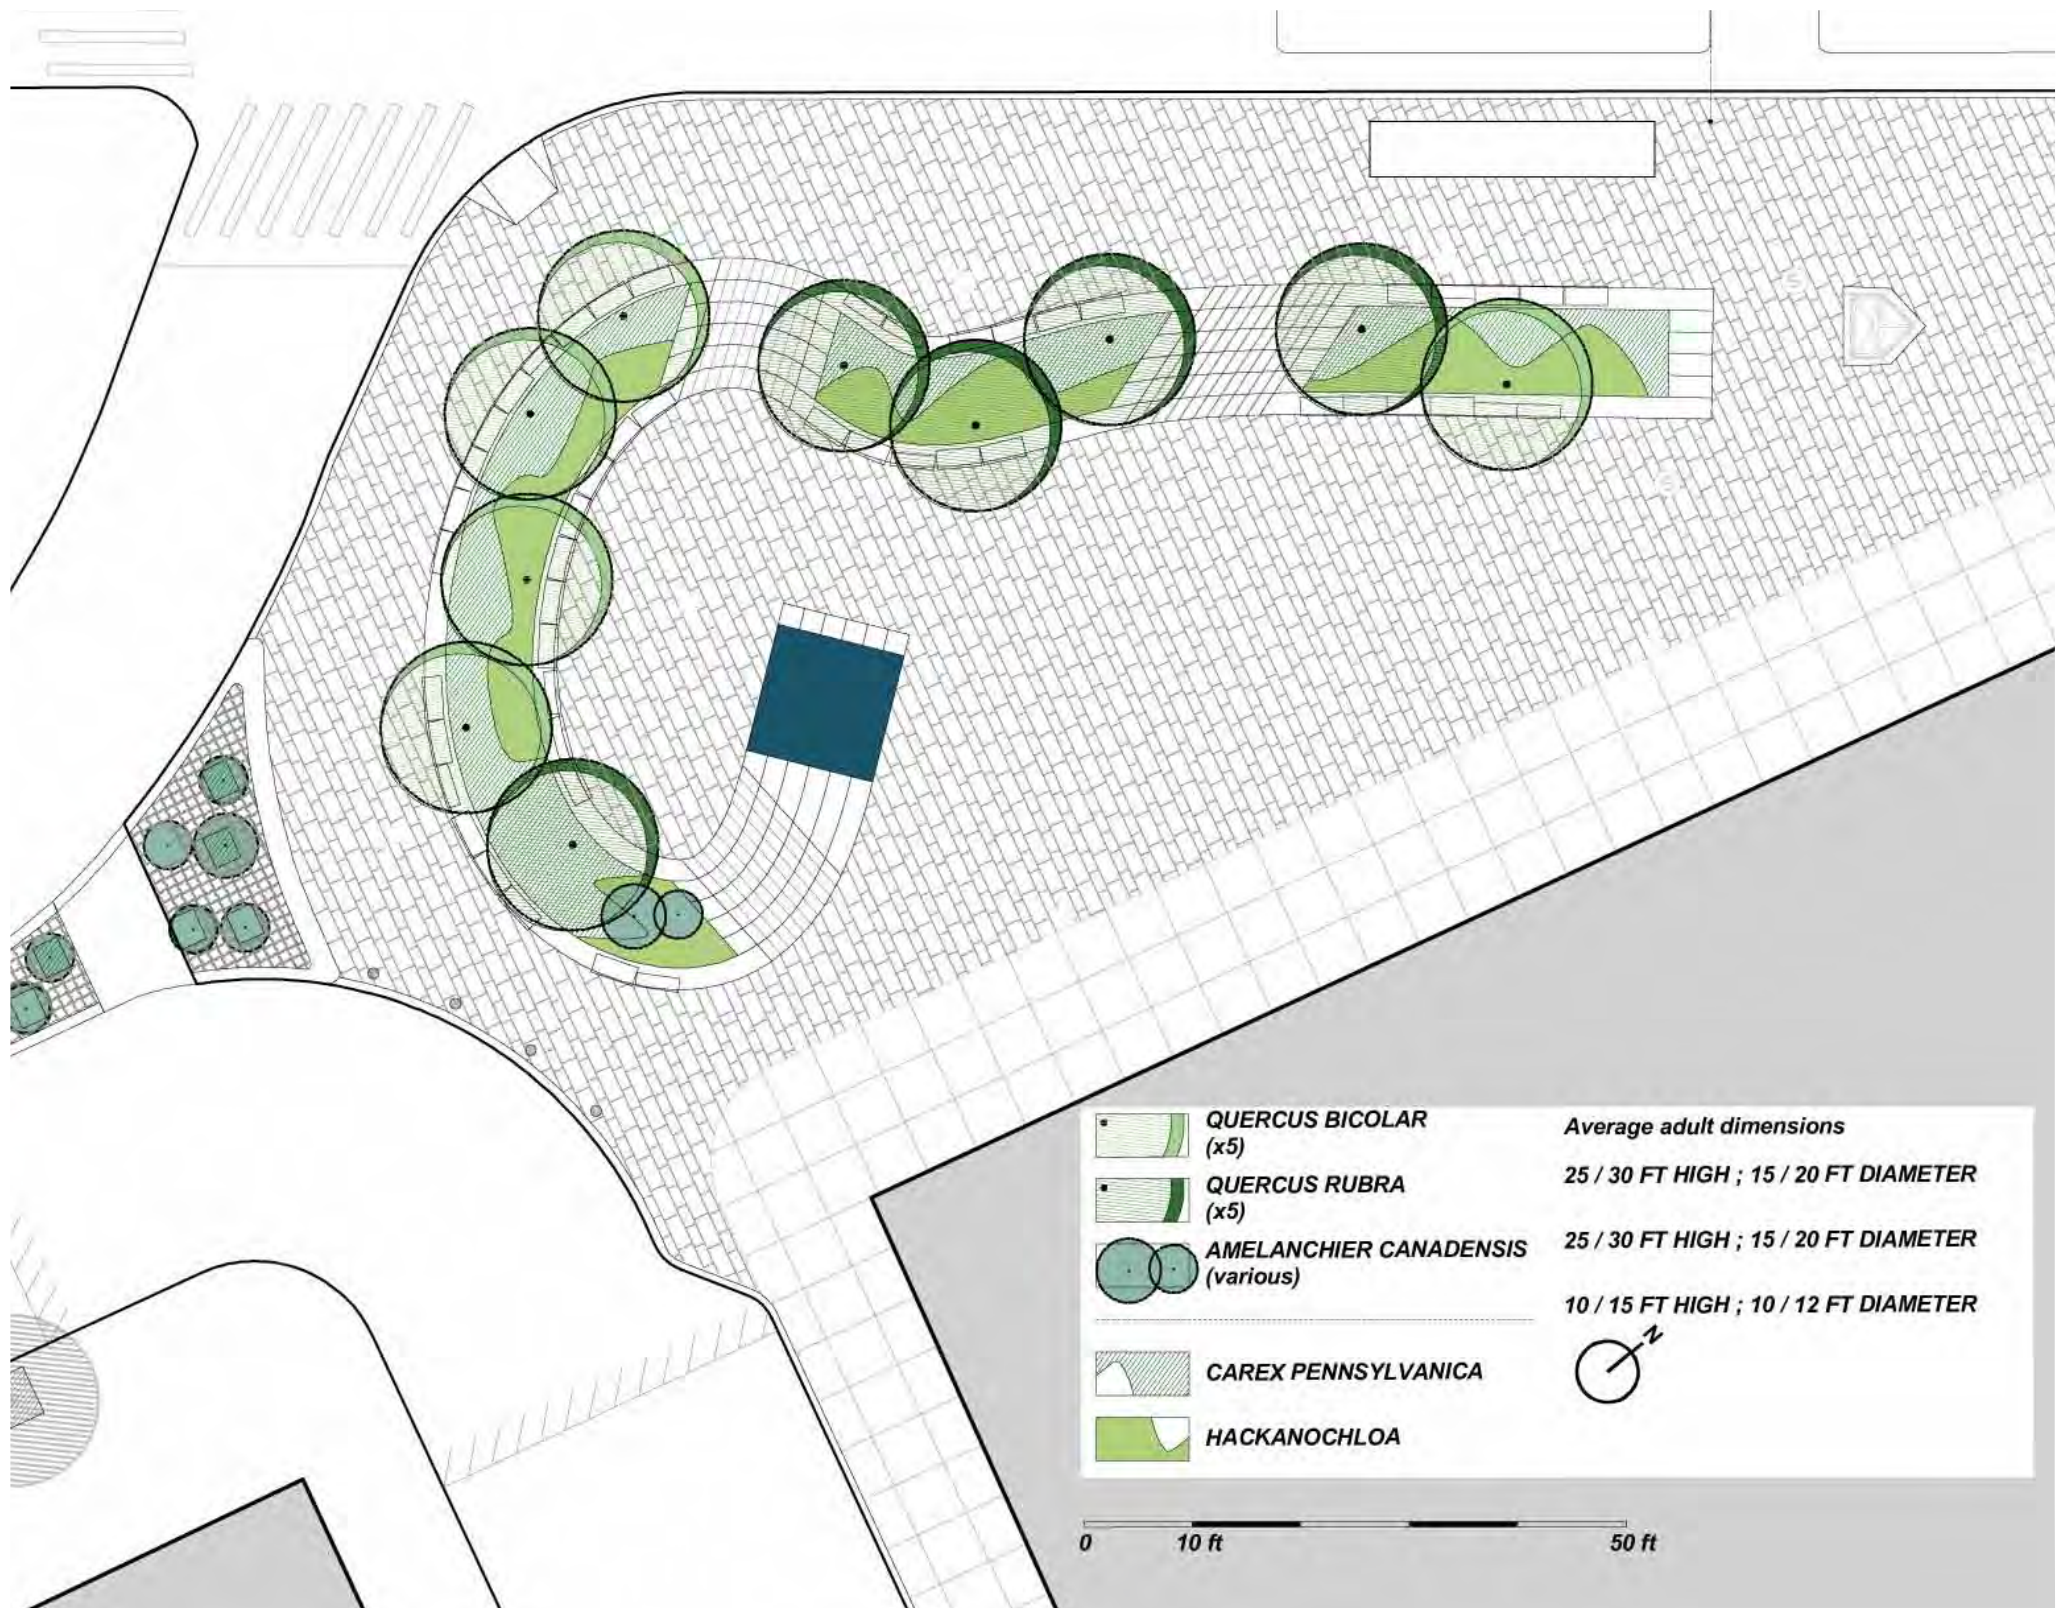 QUERCUS BICOLAR
(x5)
QUERCUS RUBRA
(x5)
AMELANCHIER CANADENSIS
(various)
CAREX PENNSYLVANICA
HACKANOCHLOA
Average adult dimensions
25 / 30 FT HIGH ; 15 / 20 FT DIAMETER
25 / 30 FT HIGH ; 15 / 20 FT DIAMETER
10 / 15 FT HIGH ; 10 / 12 FT DIAMETER
N
0 10 ft 50 ft